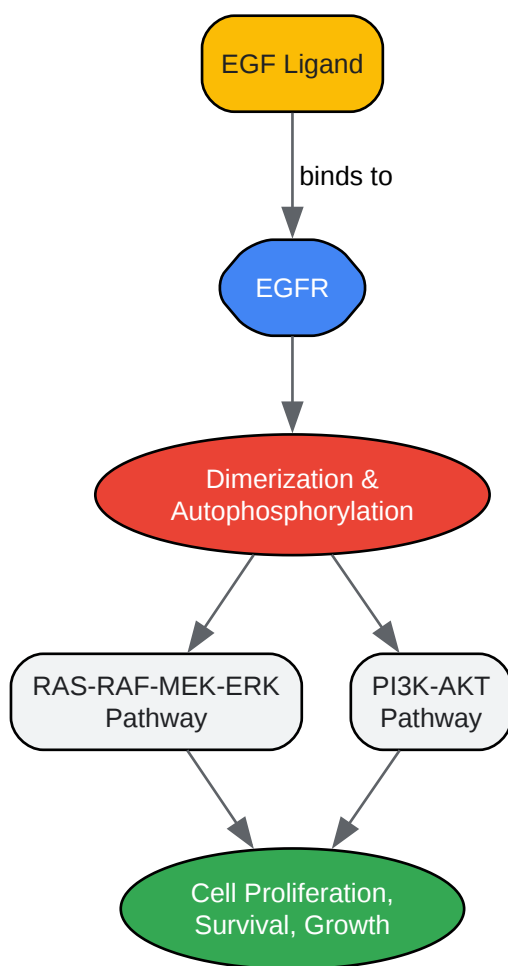 EGF Ligand
binds to
EGFR
Dimerization &
Autophosphorylation
RAS-RAF-MEK-ERK
Pathway
PI3K-AKT
Pathway
Cell Proliferation,
Survival, Growth